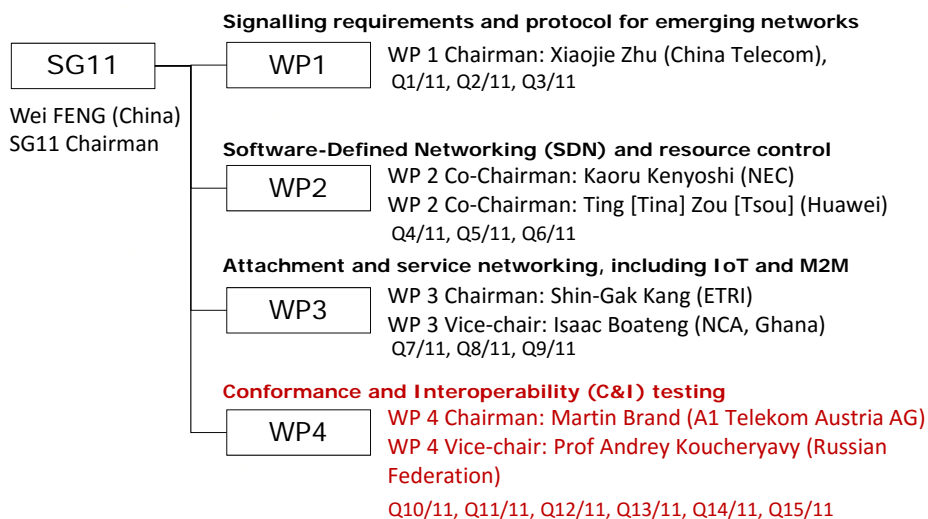 SG11
Wei FENG (China)
SG11 Chairman
Signalling requirements and protocol for emerging networks
WP1
WP 1 Chairman: Xiaojie Zhu (China Telecom),
Q1/11, Q2/11, Q3/11
Software-Defined Networking (SDN) and resource control
WP2
WP 2 Co-Chairman: Kaoru Kenyoshi (NEC)
WP 2 Co-Chairman: Ting [Tina] Zou [Tsou] (Huawei)
Q4/11, Q5/11, Q6/11
Attachment and service networking, including IoT and M2M
WP3
WP 3 Chairman: Shin-Gak Kang (ETRI)
WP 3 Vice-chair: Isaac Boateng (NCA, Ghana)
Q7/11, Q8/11, Q9/11
Conformance and Interoperability (C&I) testing
WP4
WP 4 Chairman: Martin Brand (A1 Telekom Austria AG)
WP 4 Vice-chair: Prof Andrey Koucheryavy (Russian
Federation)
Q10/11, Q11/11, Q12/11, Q13/11, Q14/11, Q15/11